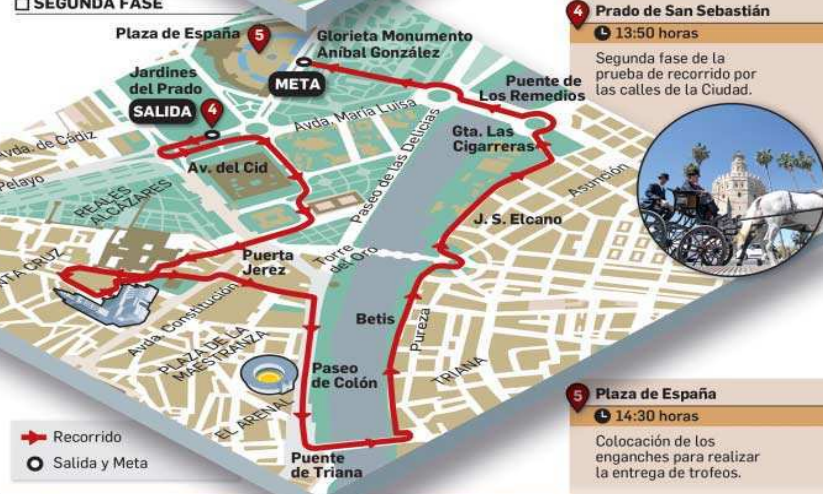 SEGUNDA FASE
Plaza de España
5
Glorieta Monumento
Aníbal González
META
Jardines
del Prado
SALIDA
4
Avda. de Cádiz
Pelayo
Av. del Cid
Avda. María Luisa
Paseo de las Delicias
Puente de
Los Remedios
Gta. Las
Cigarreras
Asunción
REALES
ALCÁZARES
J. S. Elcano
Puerta
Jerez
Torre
del Oro
Avda. Constitución
PLAZA DE LA
MAESTRANZA
Betis
Pureza
TRIANA
Paseo
de Colón
EL ARENAL
Puente
de Triana
Recorrido
Salida y Meta
4
Prado de San Sebastián
13:50 horas
Segunda fase de la
prueba de recorrido por
las calles de la Ciudad.
5
Plaza de España
14:30 horas
Colocación de los
enganches para realizar
la entrega de trofeos.